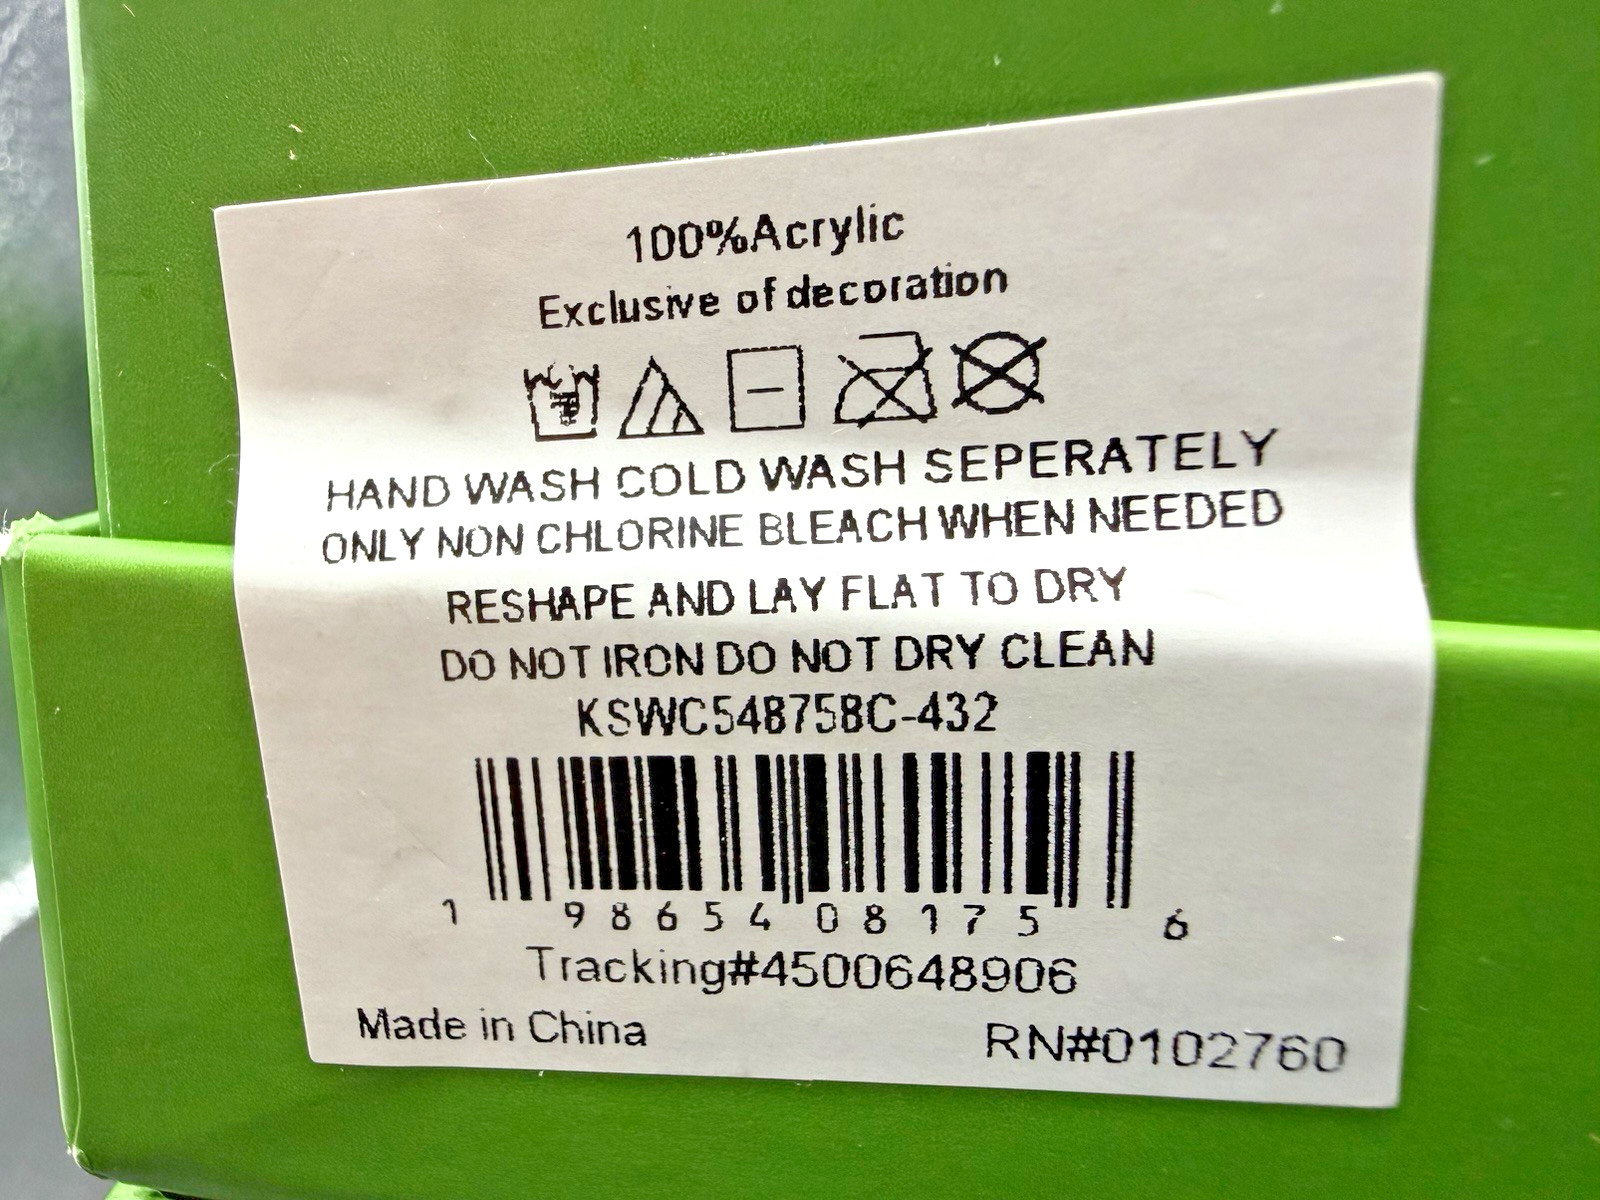 100%Acrylic
Exclusive of decoration
HAND WASH COLD WASH SEPERATELY
ONLY NON CHLORINE BLEACH WHEN NEEDED
RESHAPE AND LAY FLAT TO DRY
DO NOT IRON DO NOT DRY CLEAN
KSWC54875BC-432
1 98654 08175 6
Tracking#4500648906
Made in China
RN#0102760